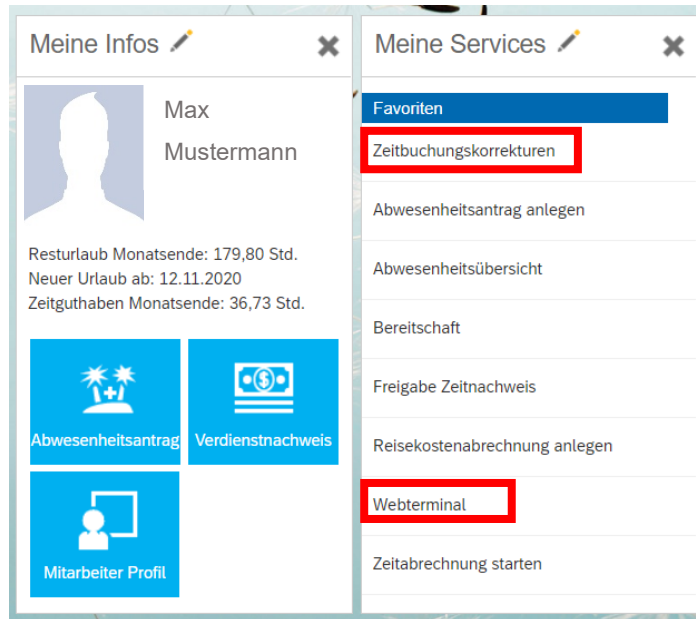 Meine Infos
Max
Mustermann
Resturlaub Monatsende: 179,80 Std.
Neuer Urlaub ab: 12.11.2020
Zeitguthaben Monatsende: 36,73 Std.
Abwesenheitsantrag
Verdienstnachweis
Mitarbeiter Profil
Meine Services
Favoriten
Zeitbuchungskorrekturen
Abwesenheitsantrag anlegen
Abwesenheitsübersicht
Bereitschaft
Freigabe Zeitnachweis
Reisekostenabrechnung anlegen
Webterminal
Zeitabrechnung starten